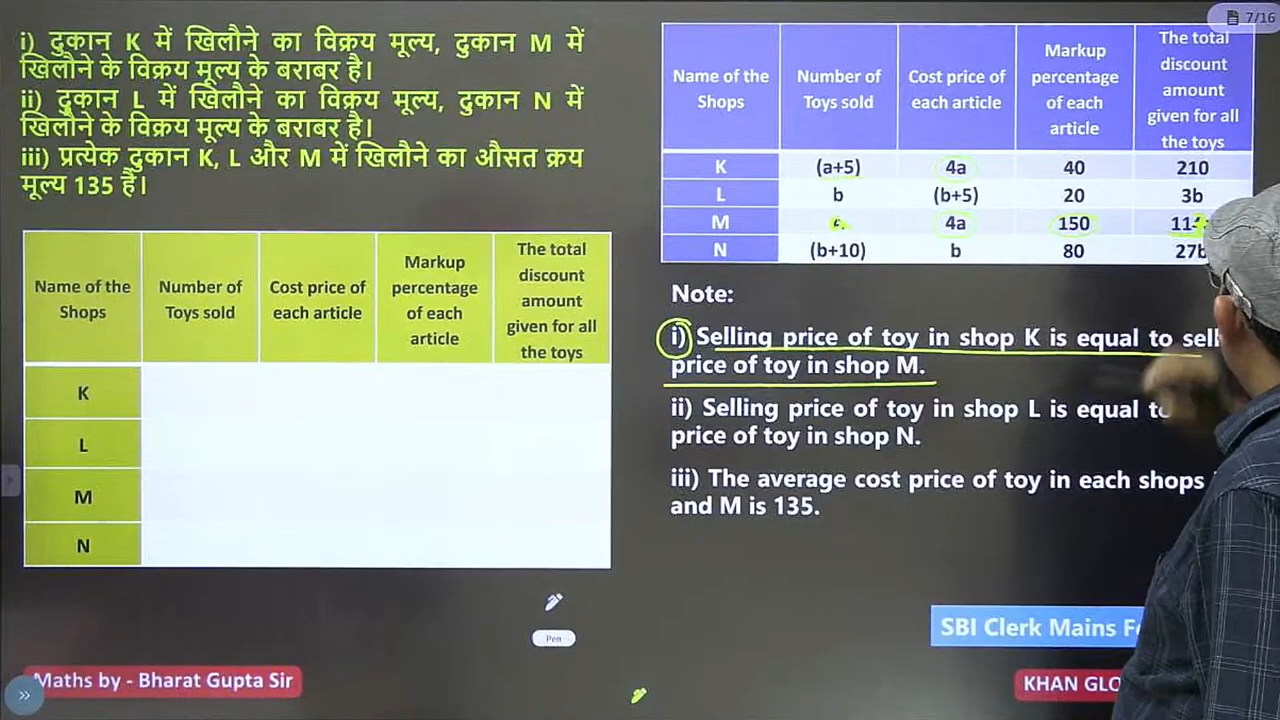 7/16
i) दुकान K में खिलौने का विक्रय मूल्य, दुकान M में
खिलौने के विक्रय मूल्य के बराबर है।
ii) दुकान L में खिलौने का विक्रय मूल्य, दुकान N में
खिलौने के विक्रय मूल्य के बराबर है।
iii) प्रत्येक दुकान K, L और M में खिलौने का औसत क्रय
मूल्य 135 है।
Name of the Shops Number of Toys sold Cost price of each article Markup percentage of each article The total discount amount given for all the toys
K
L
M
N
Name of the Shops Number of Toys sold Cost price of each article Markup percentage of each article The total discount amount given for all the toys
K (a+5) 4a 40 210
L b (b+5) 20 3b
M 4a 150
N (b+10) b 80 27b
Note:
i) Selling price of toy in shop K is equal to
price of toy in shop M.
ii) Selling price of toy in shop L is equal to
price of toy in shop N.
iii) The average cost price of toy in each shops
and M is 135.
Pen
SBI Clerk Mains
Maths by - Bharat Gupta Sir
KHAN